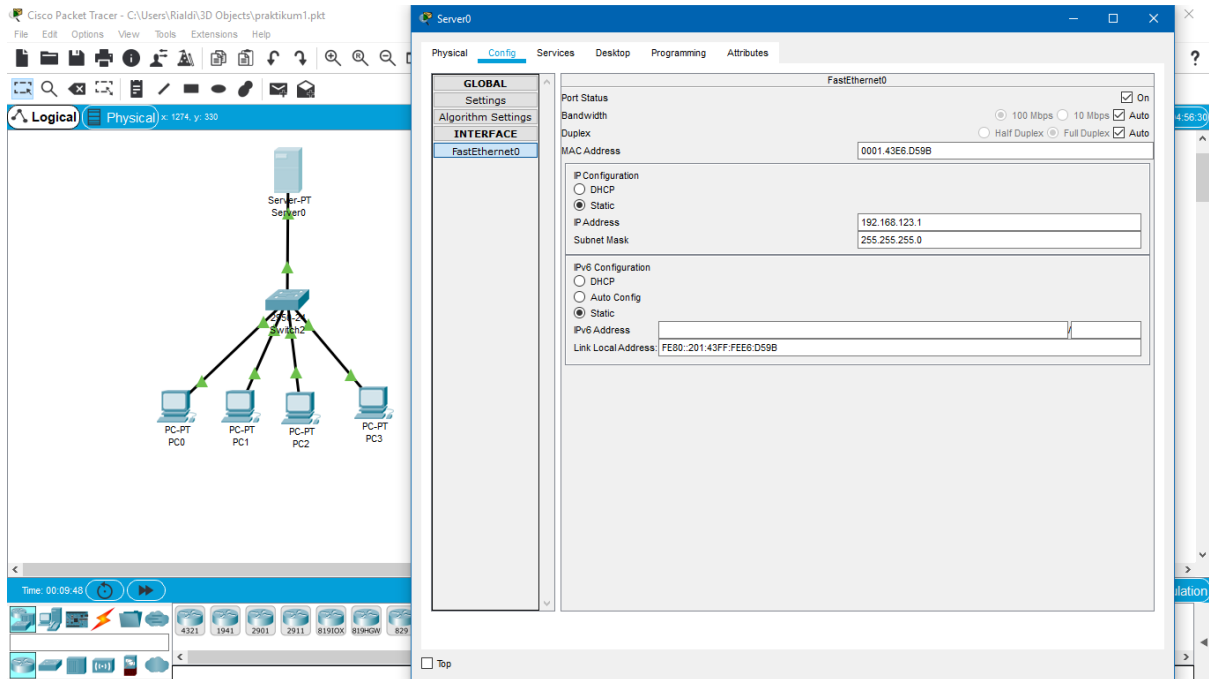 Cisco Packet Tracer - C:\Users\Rialdi\3D Objects\praktikum1.pkt
File Edit Options View Tools Extensions Help
Logical Physical x: 1274, y: 330
Server-PT
Server0
Switch2
PC-PT
PC0
PC-PT
PC1
PC-PT
PC2
PC-PT
PC3
Time: 00:09:48
4321 1941 2901 2911 819IOX 819HGW 829
Server0
Physical Config Services Desktop Programming Attributes
GLOBAL
Settings
Algorithm Settings
INTERFACE
FastEthernet0
FastEthernet0
Port Status On
Bandwidth 100 Mbps 10 Mbps Auto
Duplex Half Duplex Full Duplex Auto
MAC Address 0001.43E6.D59B
IP Configuration
DHCP
Static
IP Address 192.168.123.1
Subnet Mask 255.255.255.0
IPv6 Configuration
DHCP
Auto Config
Static
IPv6 Address /
Link Local Address: FE80::201:43FF:FEE6:D59B
Top
?
4:56:30
ulation